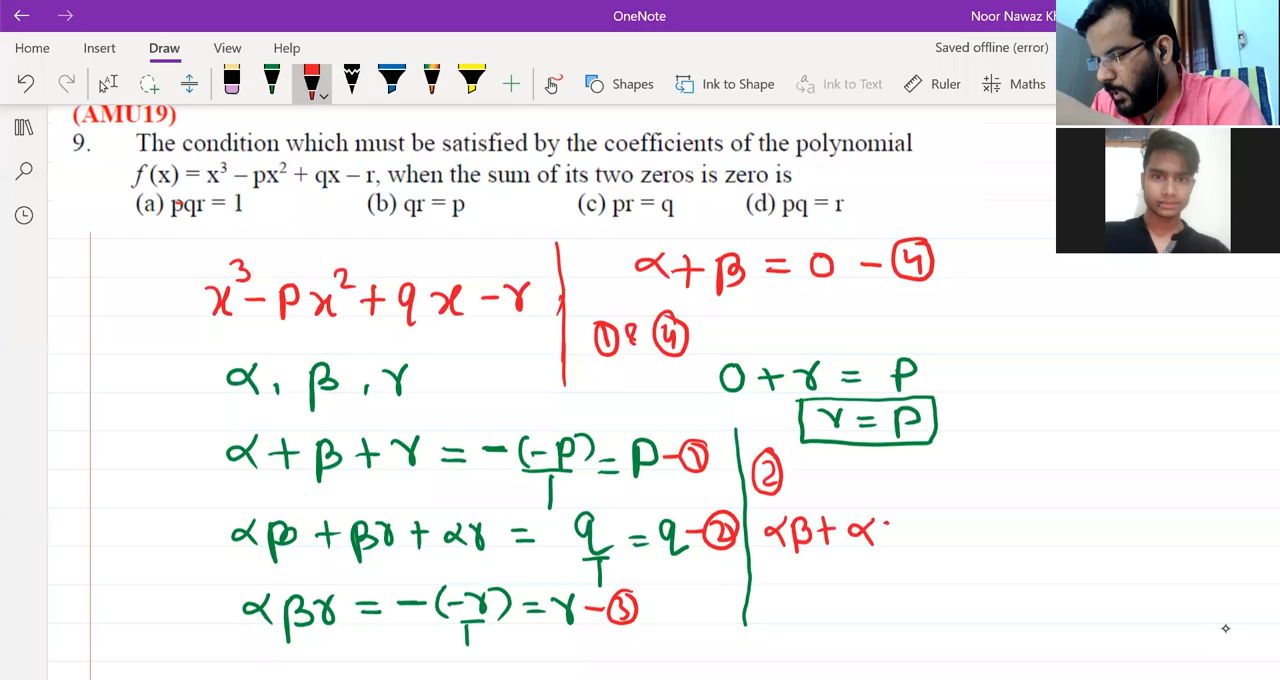 OneNote
Noor Nawaz
Home Insert Draw View Help
Saved offline (error)
Shapes Ink to Shape Ink to Text Ruler Maths
(AMU19)
9. The condition which must be satisfied by the coefficients of the polynomial
f(x) = x³ – px² + qx – r, when the sum of its two zeros is zero is
(a) pqr = 1 (b) qr = p (c) pr = q (d) pq = r
x³ - px² + qx - r
α + β = 0 - ④
① & ④
α, β, γ
0 + γ = P
γ = P
α + β + γ = -(-p)/1 = p - ①
②
αβ + βγ + αγ = q/1 = q - ②
αβ + α
αβγ = -(-r)/1 = r - ③